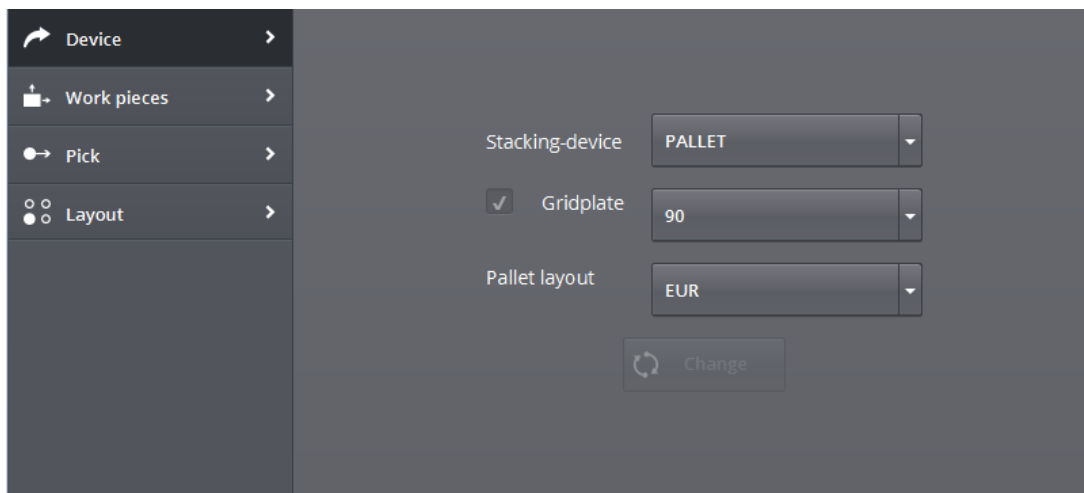 Device
Work pieces
Pick
Layout
Stacking-device PALLET
Gridplate 90
Pallet layout EUR
Change